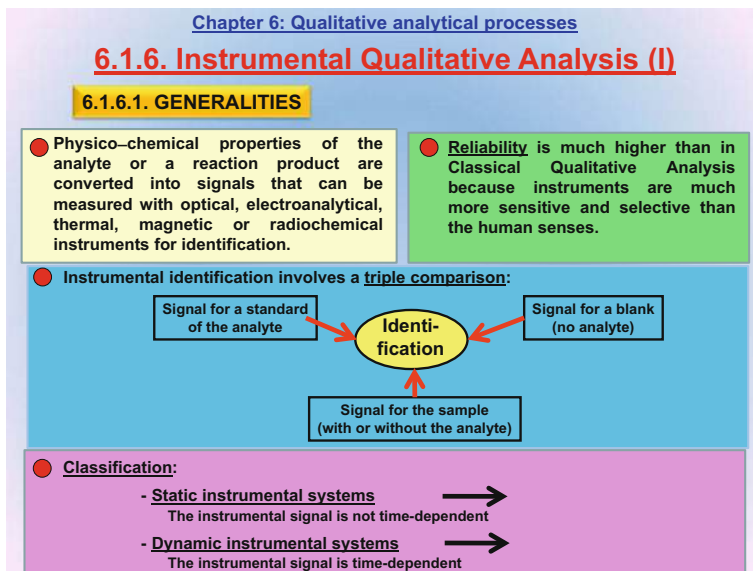 Chapter 6: Qualitative analytical processes
6.1.6. Instrumental Qualitative Analysis (I)
6.1.6.1. GENERALITIES
Physico–chemical properties of the
analyte or a reaction product are
converted into signals that can be
measured with optical, electroanalytical,
thermal, magnetic or radiochemical
instruments for identification.
Reliability is much higher than in
Classical Qualitative Analysis
because instruments are much
more sensitive and selective than
the human senses.
Instrumental identification involves a triple comparison:
Signal for a standard
of the analyte
Identi-
fication
Signal for a blank
(no analyte)
Signal for the sample
(with or without the analyte)
Classification:
- Static instrumental systems
The instrumental signal is not time-dependent
- Dynamic instrumental systems
The instrumental signal is time-dependent